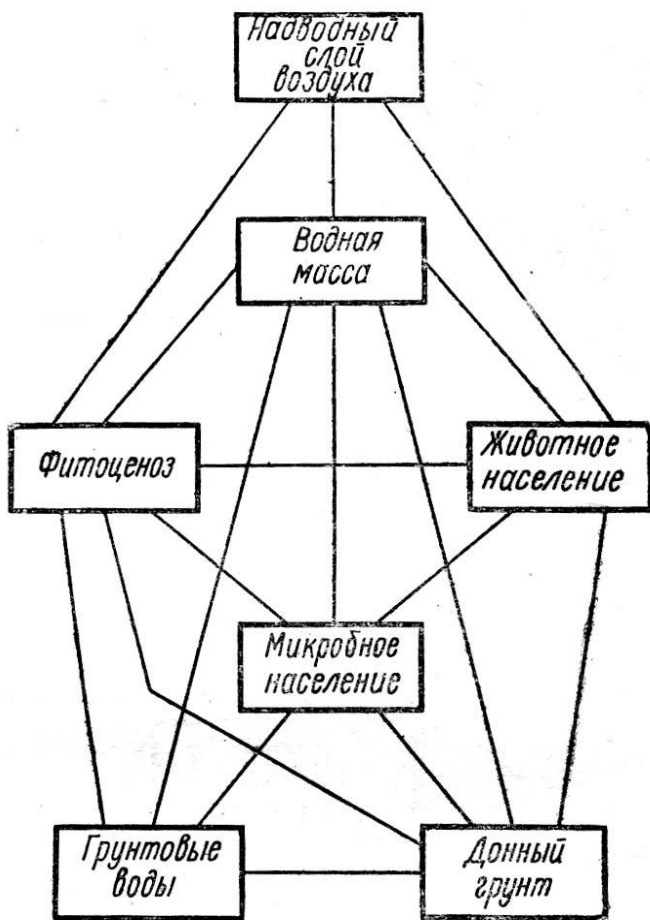 Надводный
слой
воздуха
Водная
масса
Фитоценоз
Животное
население
Микробное
население
Грунтовые
воды
Донный
грунт